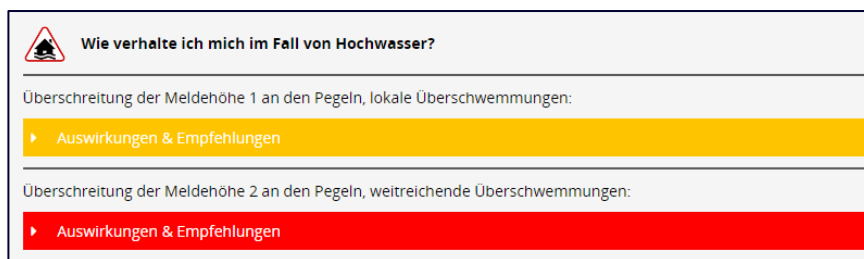 Wie verhalte ich mich im Fall von Hochwasser?
Überschreitung der Meldehöhe 1 an den Pegeln, lokale Überschwemmungen:
Auswirkungen & Empfehlungen
Überschreitung der Meldehöhe 2 an den Pegeln, weitreichende Überschwemmungen:
Auswirkungen & Empfehlungen